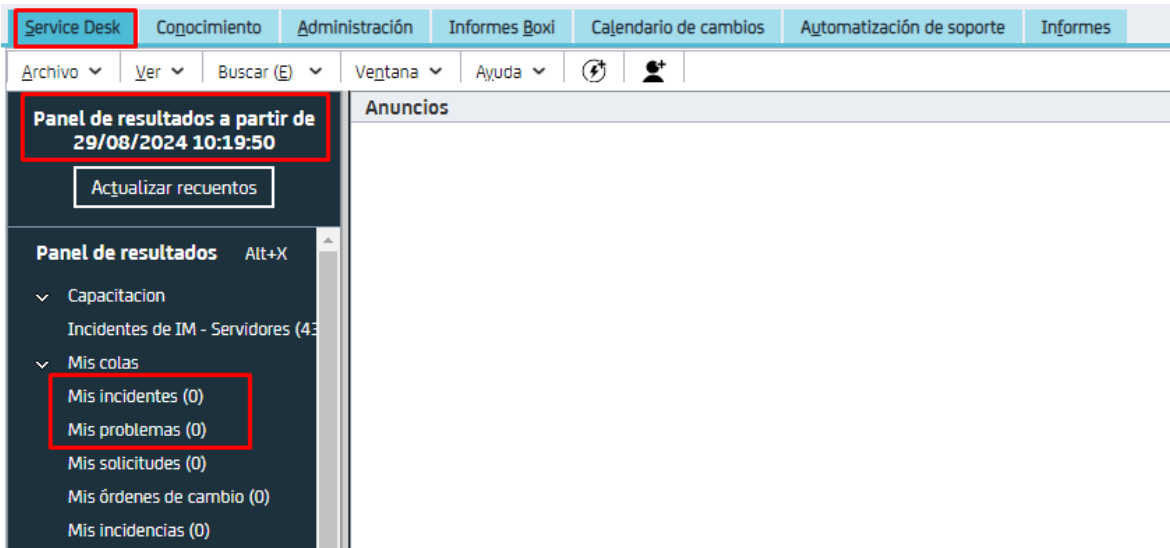 Service Desk Conocimiento Administración Informes Boxi Calendario de cambios Automatización de soporte Informes
Archivo Ver Buscar (E) Ventana Ayuda
Panel de resultados a partir de
29/08/2024 10:19:50
Actualizar recuentos
Anuncios
Panel de resultados Alt+X
Capacitacion
Incidentes de IM - Servidores (43
Mis colas
Mis incidentes (0)
Mis problemas (0)
Mis solicitudes (0)
Mis órdenes de cambio (0)
Mis incidencias (0)